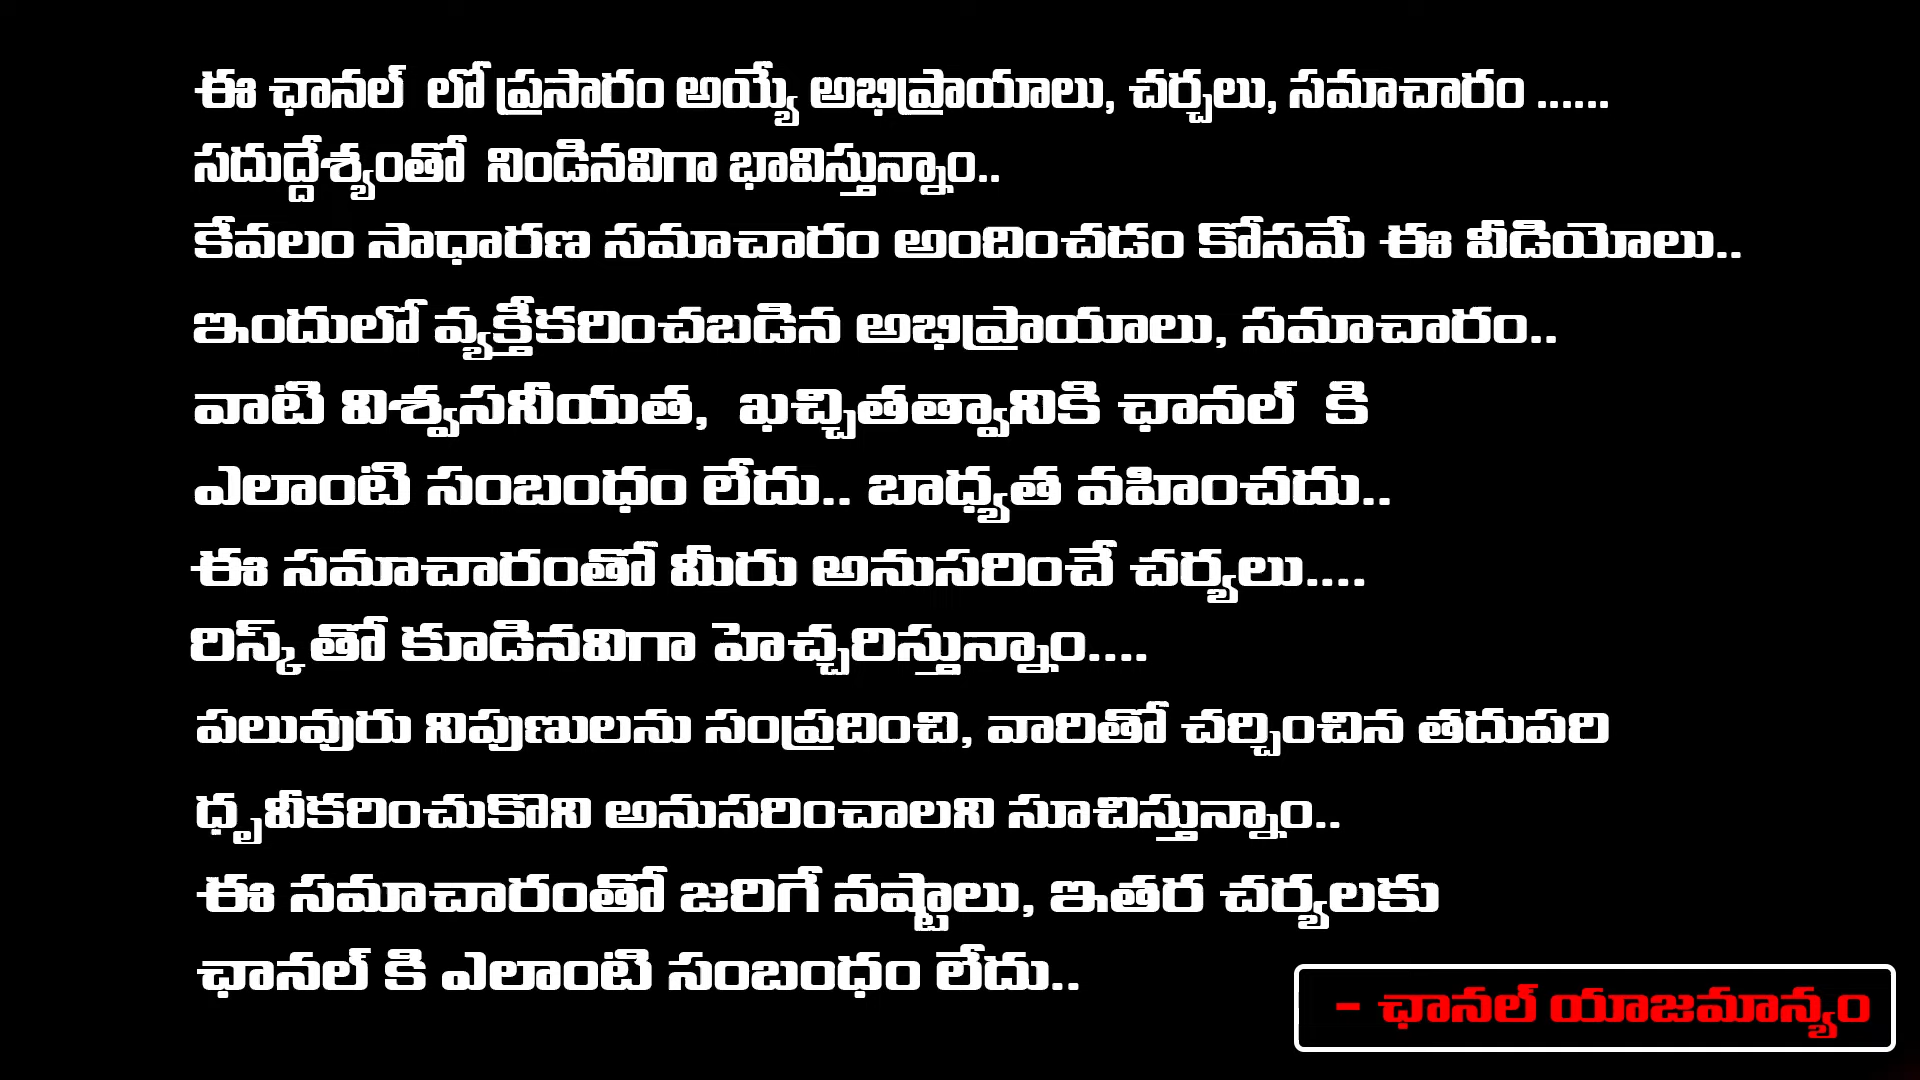 ఈ ఛానల్ లో ప్రసారం అయ్యే అభిప్రాయాలు, చర్చలు, సమాచారం ......
సదుద్దేశ్యంతో నిండినవిగా భావిస్తున్నాం..
కేవలం సాధారణ సమాచారం అందించడం కోసమే ఈ వీడియోలు..
ఇందులో వ్యక్తీకరించబడిన అభిప్రాయాలు, సమాచారం..
వాటి విశ్వసనీయత, ఖచ్చితత్వానికి ఛానల్ కి
ఎలాంటి సంబంధం లేదు.. బాధ్యత వహించదు..
ఈ సమాచారంతో మీరు అనుసరించే చర్యలు....
రిస్క్ తో కూడినవిగా హెచ్చరిస్తున్నాం....
పలువురు నిపుణులను సంప్రదించి, వారితో చర్చించిన తదుపరి
ధృవీకరించుకొని అనుసరించాలని సూచిస్తున్నాం..
ఈ సమాచారంతో జరిగే నష్టాలు, ఇతర చర్యలకు
ఛానల్ కి ఎలాంటి సంబంధం లేదు..
- ఛానల్ యాజమాన్యం